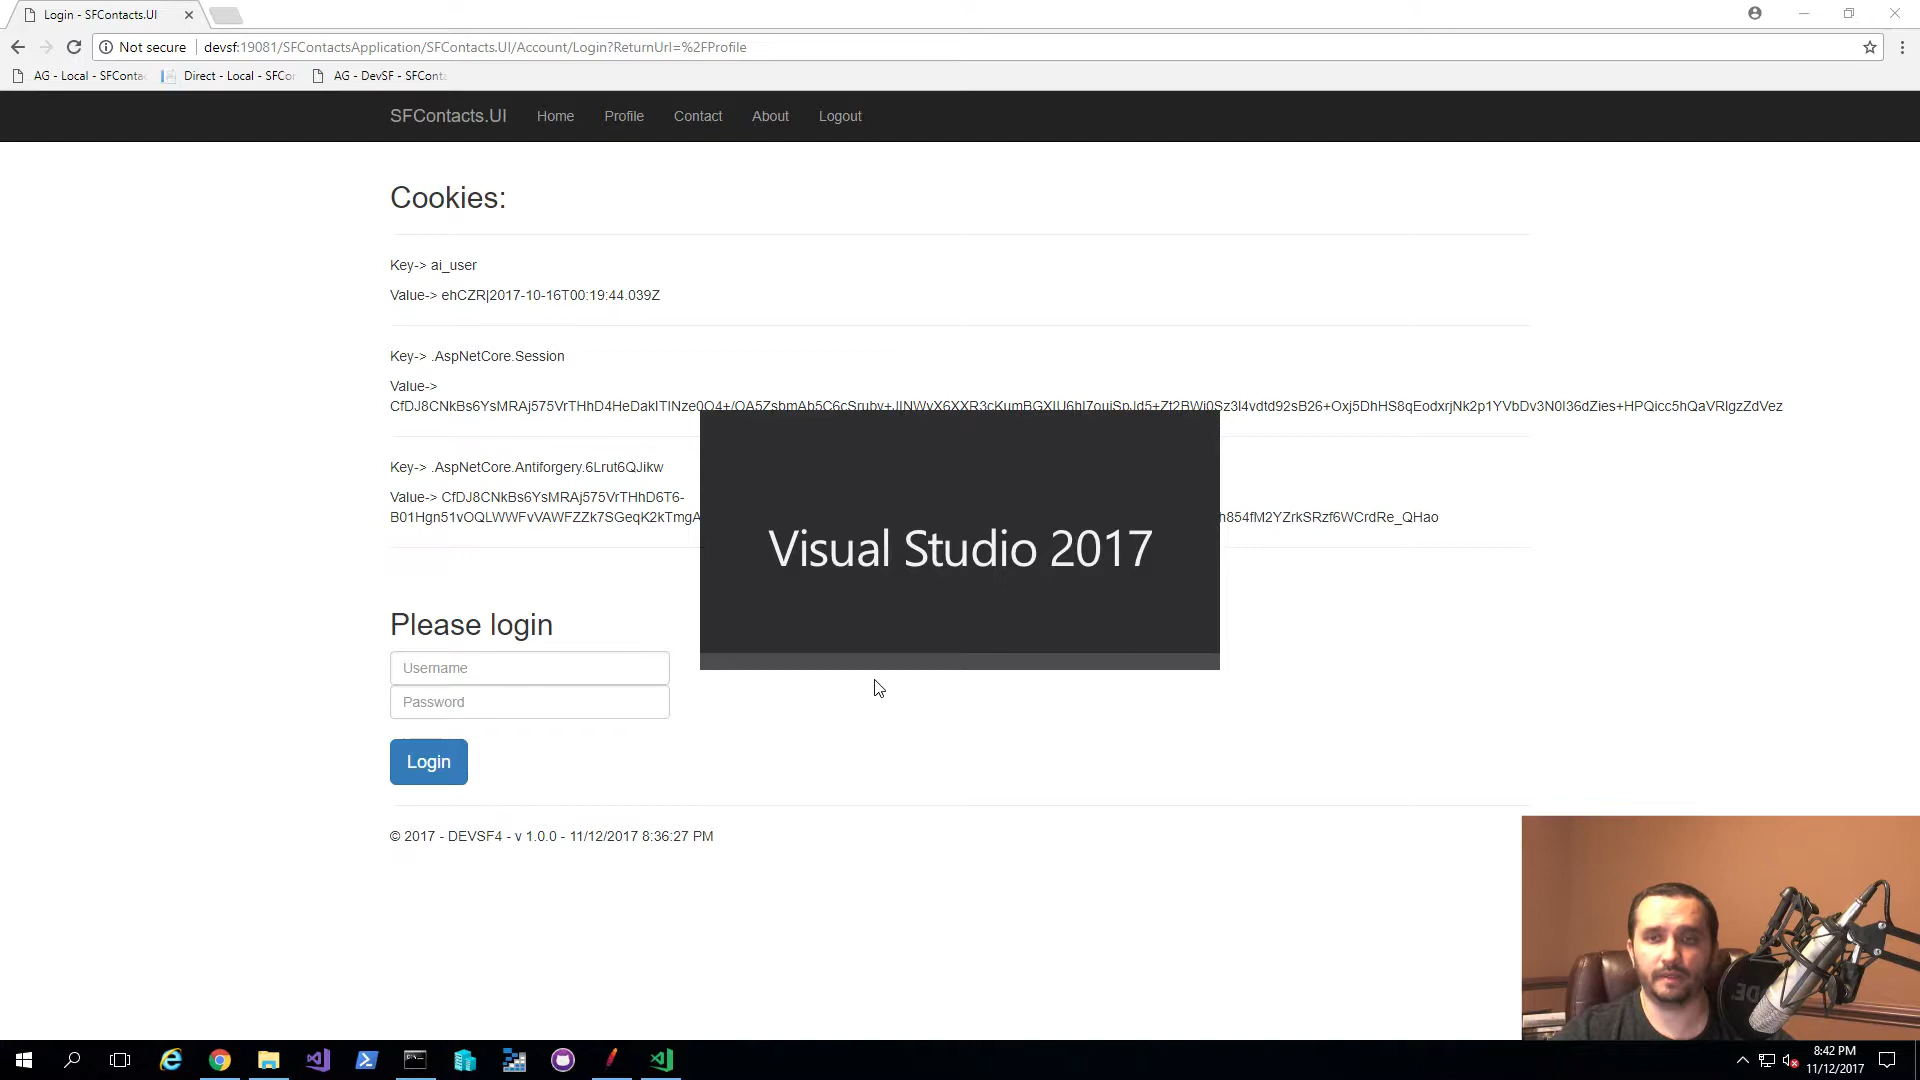 Login - SFContacts.UI
Not secure
devsf:19081/SFContactsApplication/SFContacts.UI/Account/Login?ReturnUrl=%2FProfile
AG - Local - SFConta
Direct - Local - SFCo
AG - DevSF - SFConta
SFContacts.UI Home Profile Contact About Logout
Cookies:
Key-> ai_user
Value-> ehCZR|2017-10-16T00:19:44.039Z
Key-> .AspNetCore.Session
Value->
Key-> .AspNetCore.Antiforgery.6Lrut6QJikw
Value-> CfDJ8CNkBs6YsMRAj575VrTHhD6T6-
B01Hgn51vOQLWWFvVAWFZZk7SGeqK2kTmgA
h854fM2YZrkSRzf6WCrdRe_QHao
Visual Studio 2017
Please login
Username
Password
Login
© 2017 - DEVSF4 - v 1.0.0 - 11/12/2017 8:36:27 PM
8:42 PM
11/12/2017